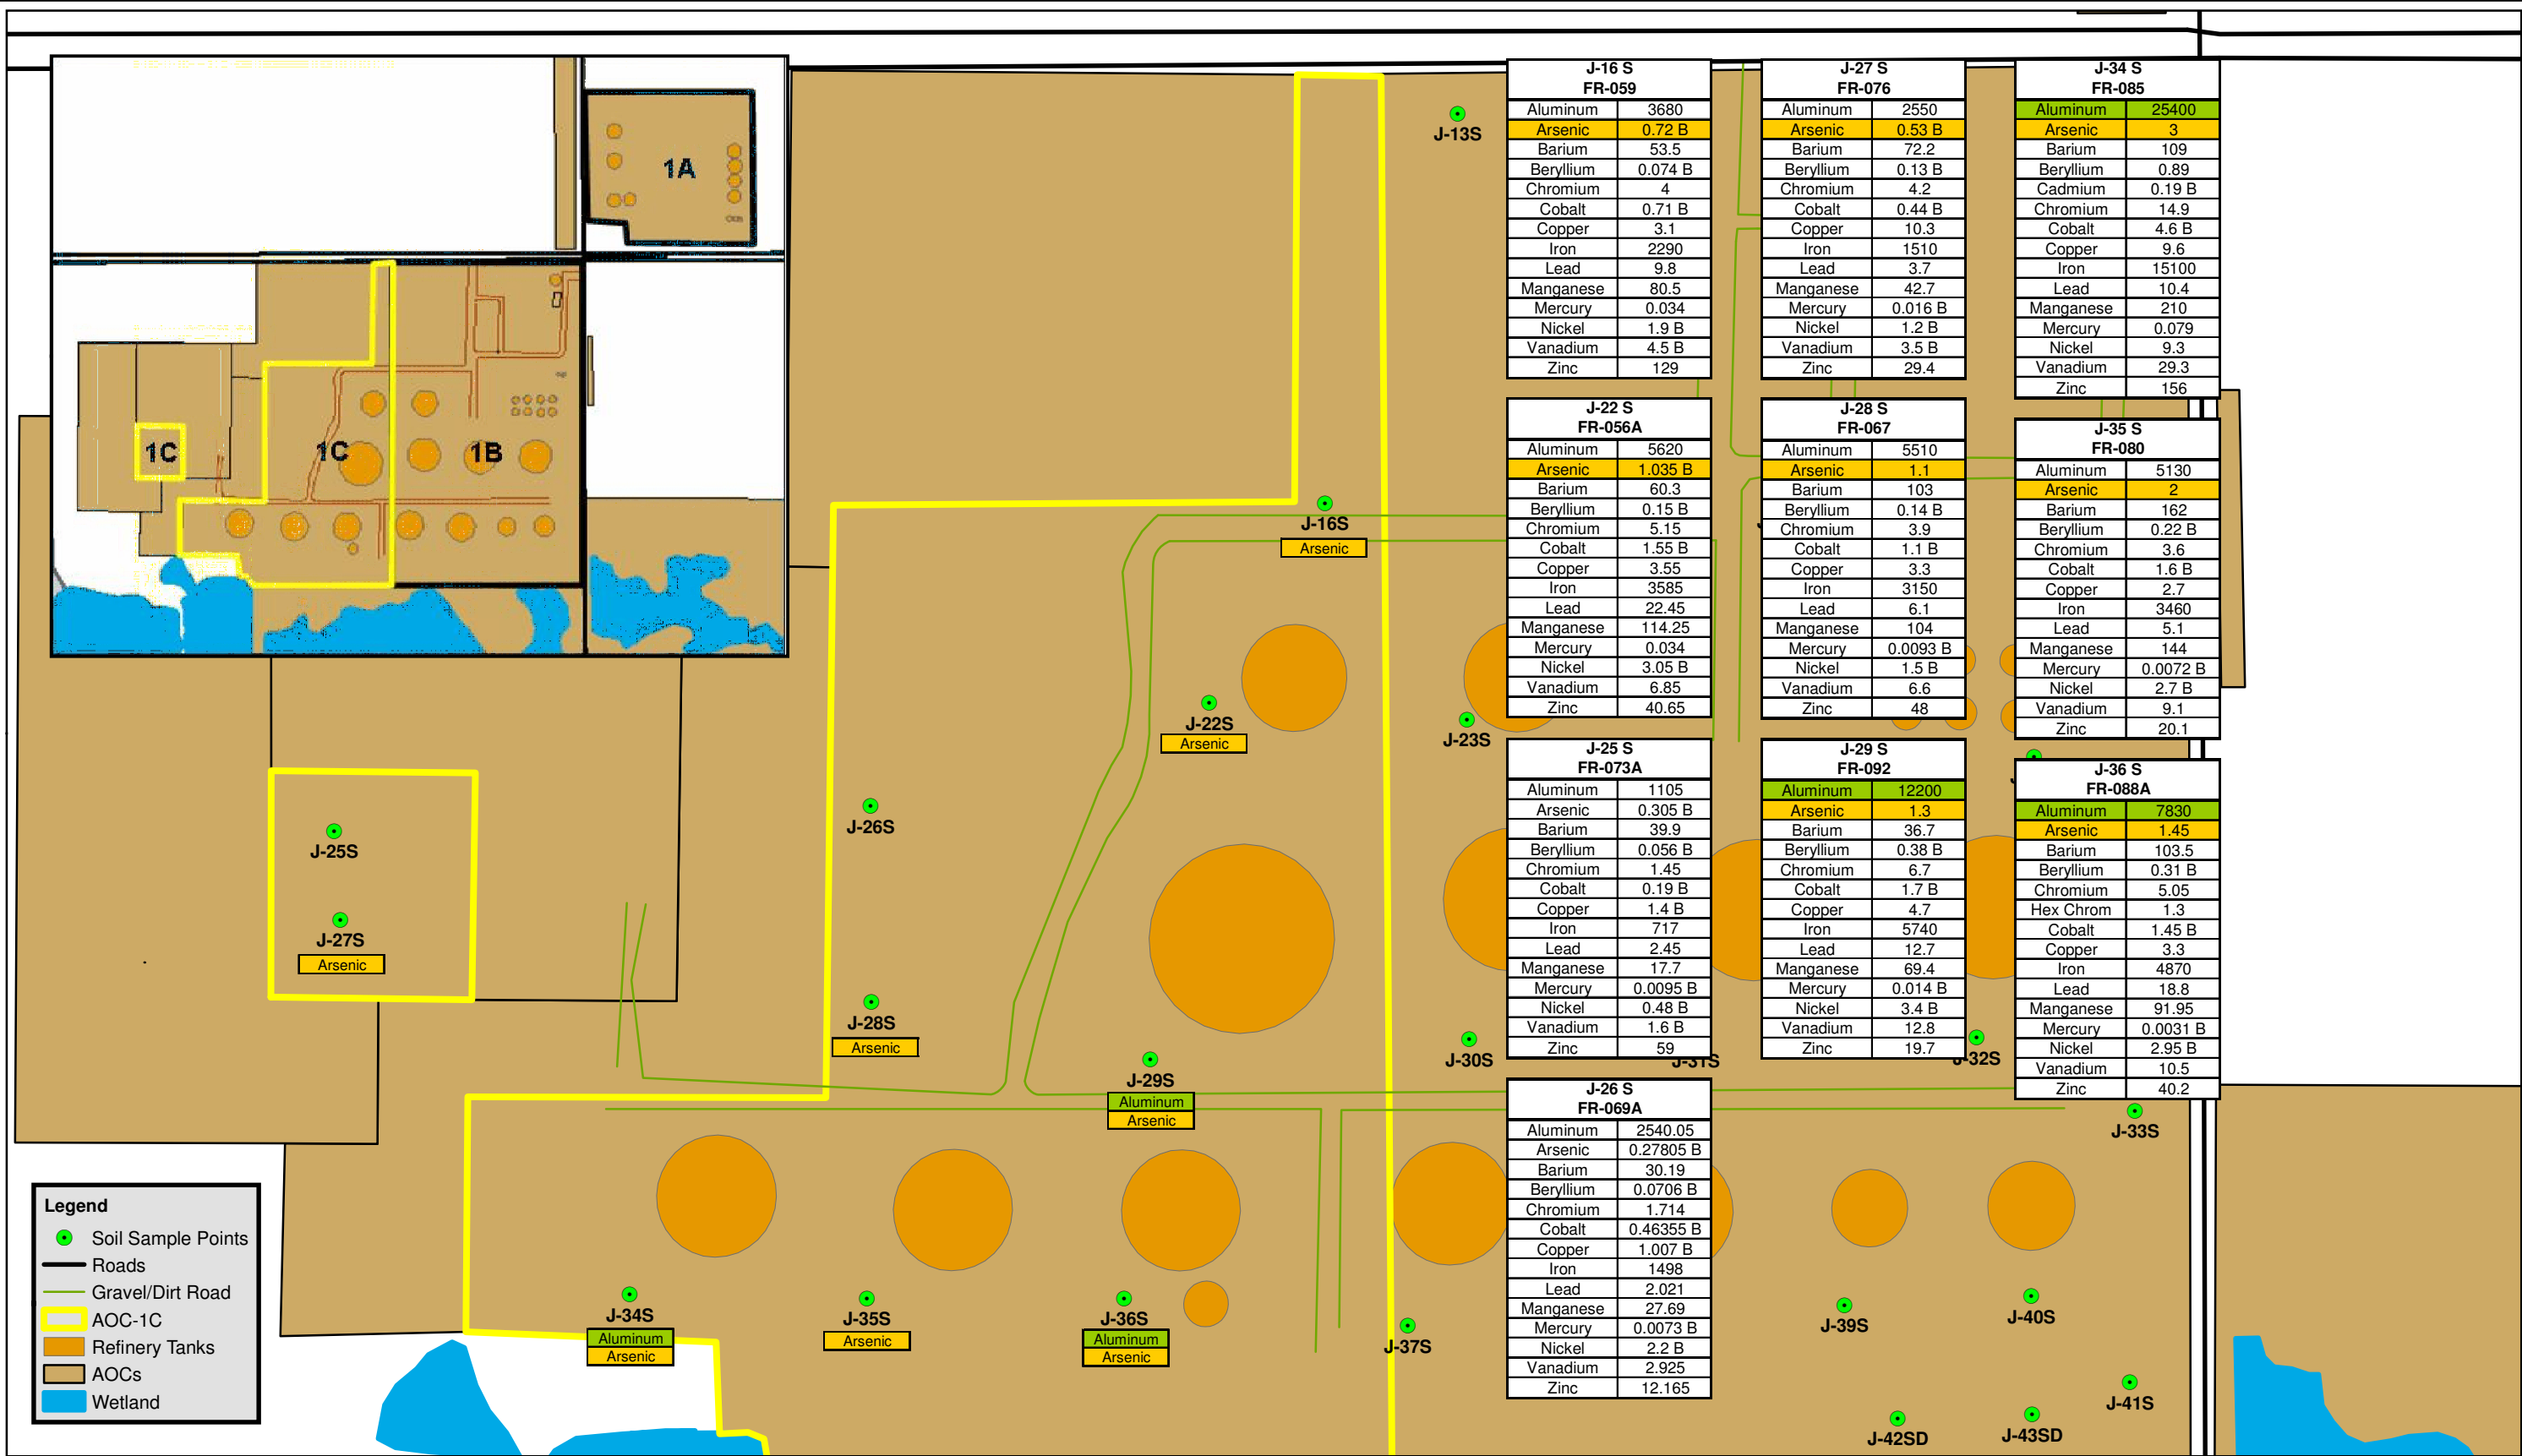 1A
1C
1C
1B
J-13S
J-16S
Arsenic
J-22S
Arsenic
J-23S
J-25S
J-26S
J-27S
Arsenic
J-28S
Arsenic
J-29S
Aluminum
Arsenic
J-30S
J-31S
J-32S
J-33S
J-34S
Aluminum
Arsenic
J-35S
Arsenic
J-36S
Aluminum
Arsenic
J-37S
J-39S
J-40S
J-41S
J-42SD
J-43SD
J-16 S
FR-059
Aluminum 3680
Arsenic 0.72 B
Barium 53.5
Beryllium 0.074 B
Chromium 4
Cobalt 0.71 B
Copper 3.1
Iron 2290
Lead 9.8
Manganese 80.5
Mercury 0.034
Nickel 1.9 B
Vanadium 4.5 B
Zinc 129
J-22 S
FR-056A
Aluminum 5620
Arsenic 1.035 B
Barium 60.3
Beryllium 0.15 B
Chromium 5.15
Cobalt 1.55 B
Copper 3.55
Iron 3585
Lead 22.45
Manganese 114.25
Mercury 0.034
Nickel 3.05 B
Vanadium 6.85
Zinc 40.65
J-25 S
FR-073A
Aluminum 1105
Arsenic 0.305 B
Barium 39.9
Beryllium 0.056 B
Chromium 1.45
Cobalt 0.19 B
Copper 1.4 B
Iron 717
Lead 2.45
Manganese 17.7
Mercury 0.0095 B
Nickel 0.48 B
Vanadium 1.6 B
Zinc 59
J-26 S
FR-069A
Aluminum 2540.05
Arsenic 0.27805 B
Barium 30.19
Beryllium 0.0706 B
Chromium 1.714
Cobalt 0.46355 B
Copper 1.007 B
Iron 1498
Lead 2.021
Manganese 27.69
Mercury 0.0073 B
Nickel 2.2 B
Vanadium 2.925
Zinc 12.165
J-27 S
FR-076
Aluminum 2550
Arsenic 0.53 B
Barium 72.2
Beryllium 0.13 B
Chromium 4.2
Cobalt 0.44 B
Copper 10.3
Iron 1510
Lead 3.7
Manganese 42.7
Mercury 0.016 B
Nickel 1.2 B
Vanadium 3.5 B
Zinc 29.4
J-28 S
FR-067
Aluminum 5510
Arsenic 1.1
Barium 103
Beryllium 0.14 B
Chromium 3.9
Cobalt 1.1 B
Copper 3.3
Iron 3150
Lead 6.1
Manganese 104
Mercury 0.0093 B
Nickel 1.5 B
Vanadium 6.6
Zinc 48
J-29 S
FR-092
Aluminum 12200
Arsenic 1.3
Barium 36.7
Beryllium 0.38 B
Chromium 6.7
Cobalt 1.7 B
Copper 4.7
Iron 5740
Lead 12.7
Manganese 69.4
Mercury 0.014 B
Nickel 3.4 B
Vanadium 12.8
Zinc 19.7
J-34 S
FR-085
Aluminum 25400
Arsenic 3
Barium 109
Beryllium 0.89
Cadmium 0.19 B
Chromium 14.9
Cobalt 4.6 B
Copper 9.6
Iron 15100
Lead 10.4
Manganese 210
Mercury 0.079
Nickel 9.3
Vanadium 29.3
Zinc 156
J-35 S
FR-080
Aluminum 5130
Arsenic 2
Barium 162
Beryllium 0.22 B
Chromium 3.6
Cobalt 1.6 B
Copper 2.7
Iron 3460
Lead 5.1
Manganese 144
Mercury 0.0072 B
Nickel 2.7 B
Vanadium 9.1
Zinc 20.1
J-36 S
FR-088A
Aluminum 7830
Arsenic 1.45
Barium 103.5
Beryllium 0.31 B
Chromium 5.05
Hex Chrom 1.3
Cobalt 1.45 B
Copper 3.3
Iron 4870
Lead 18.8
Manganese 91.95
Mercury 0.0031 B
Nickel 2.95 B
Vanadium 10.5
Zinc 40.2
Legend
Soil Sample Points
Roads
Gravel/Dirt Road
AOC-1C
Refinery Tanks
AOCs
Wetland